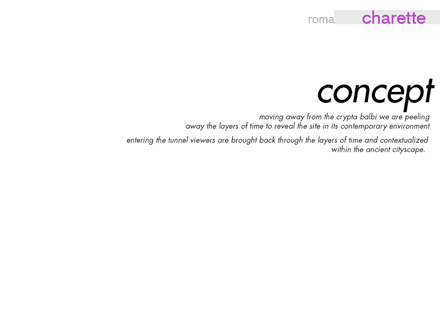 roma charette
concept
moving away from the crypta balbi we are peeling
away the layers of time to reveal the site in its contemporary environment
entering the tunnel viewers are brought back through the layers of time and contextualized
within the ancient cityscape.